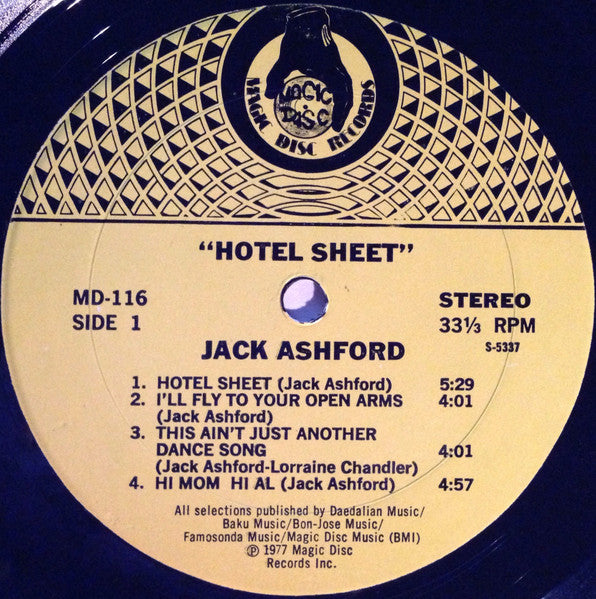 MAGIC
DISC
MAGIC DISC RECORDS
"HOTEL SHEET"
MD-116
SIDE 1
STEREO
33⅓ RPM
S-5337
JACK ASHFORD
1. HOTEL SHEET (Jack Ashford) 5:29
2. I'LL FLY TO YOUR OPEN ARMS 4:01
(Jack Ashford)
3. THIS AIN'T JUST ANOTHER
DANCE SONG 4:01
(Jack Ashford-Lorraine Chandler)
4. HI MOM HI AL (Jack Ashford) 4:57
All selections published by Daedalian Music/
Baku Music/Bon-Jose Music/
Famosonda Music/Magic Disc Music (BMI)
℗ 1977 Magic Disc
Records Inc.